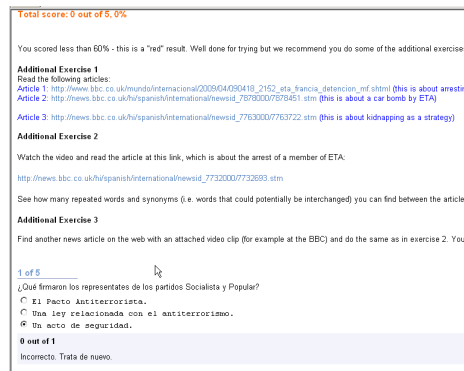 Total score: 0 out of 5, 0%
You scored less than 60% - this is a "red" result. Well done for trying but we recommend you do some of the additional exercise
Additional Exercise 1
Read the following articles:
Article 1: http://www.bbc.co.uk/mundo/internacional/2009/04/090418_2152_eta_francia_detencion_mf.shtml (this is about arrestin
Article 2: http://news.bbc.co.uk/hi/spanish/international/newsid_7878000/7878451.stm (this is about a car bomb by ETA)
Article 3: http://news.bbc.co.uk/hi/spanish/international/newsid_7763000/7763722.stm (this is about kidnapping as a strategy)
Additional Exercise 2
Watch the video and read the article at this link, which is about the arrest of a member of ETA:
http://news.bbc.co.uk/hi/spanish/international/newsid_7732000/7732693.stm
See how many repeated words and synonyms (i.e. words that could potentially be interchanged) you can find between the article
Additional Exercise 3
Find another news article on the web with an attached video clip (for example at the BBC) and do the same as in exercise 2. You
1 of 5
¿Qué firmaron los representates de los partidos Socialista y Popular?
El Pacto Antiterrorista.
Una ley relacionada con el antiterrorismo.
Un acto de seguridad.
0 out of 1
Incorrecto. Trata de nuevo.